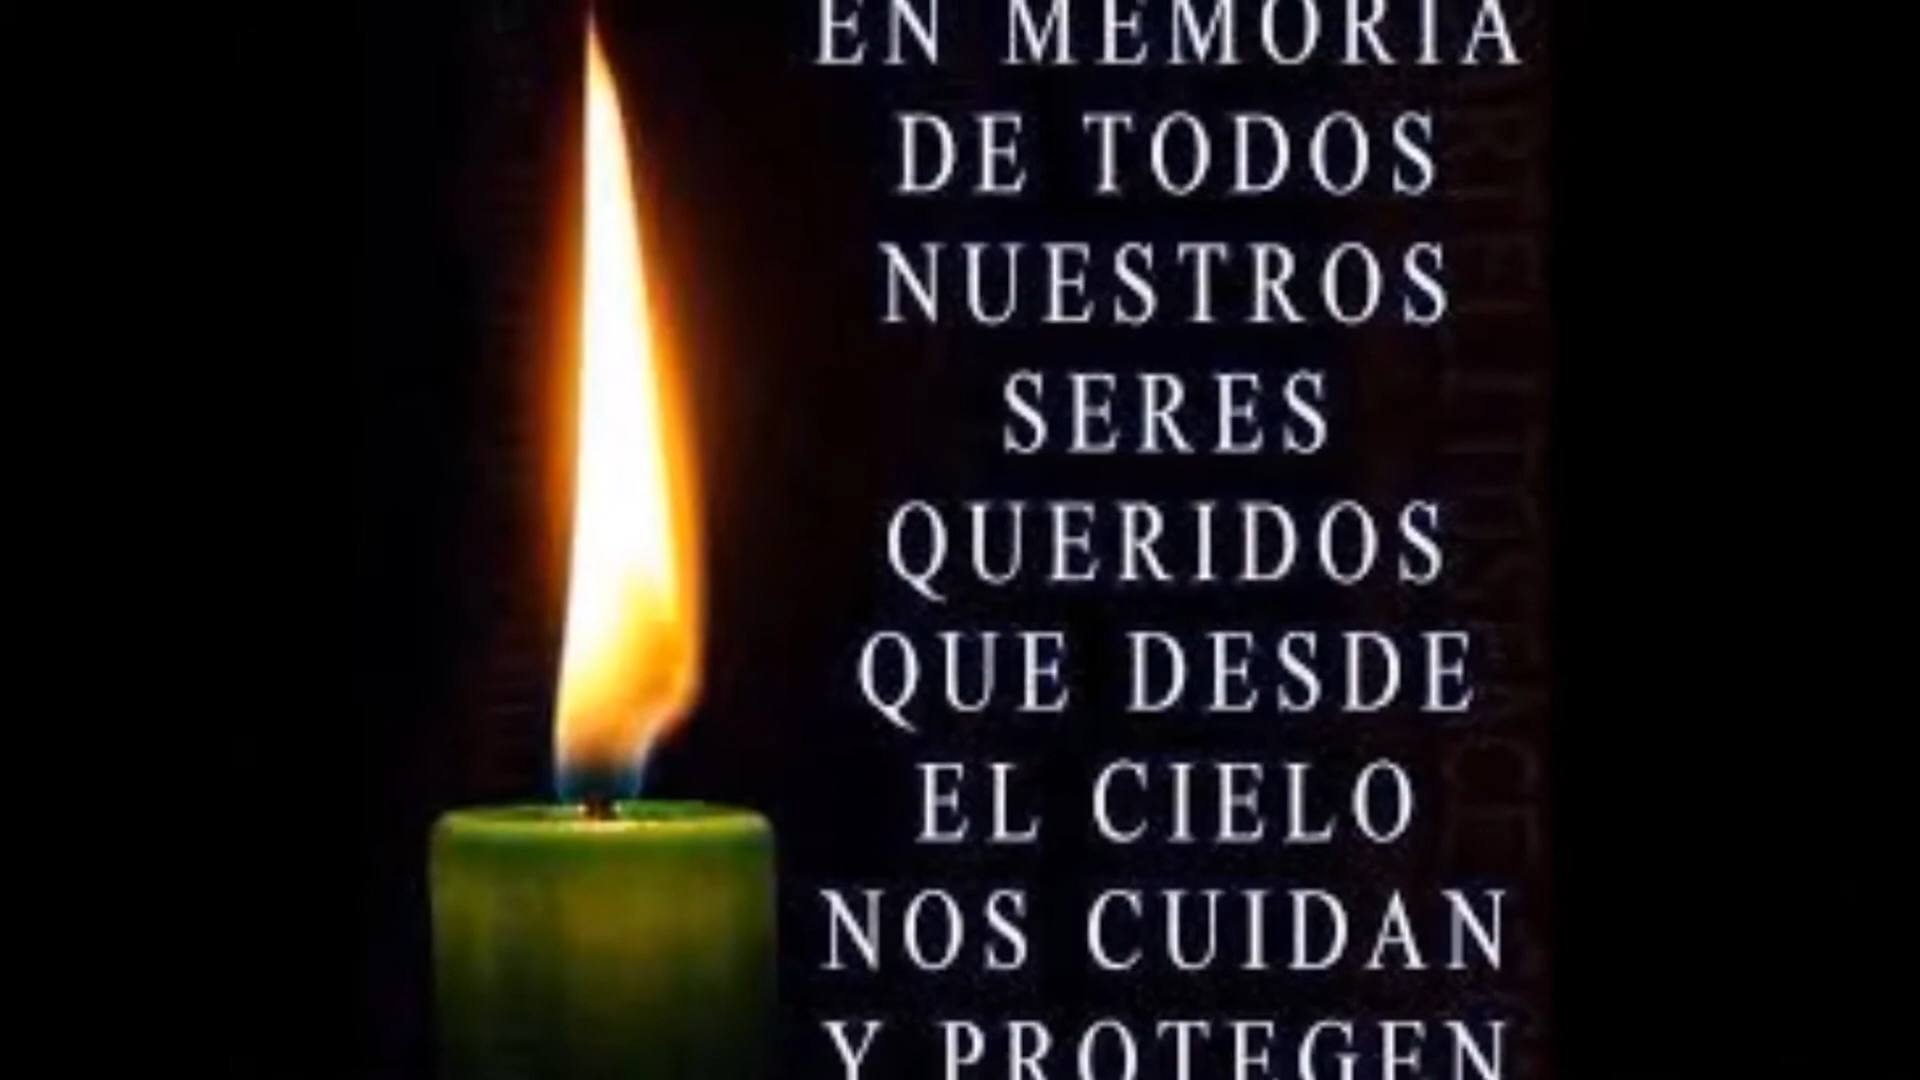 EN MEMORIA
DE TODOS
NUESTROS
SERES
QUERIDOS
QUE DESDE
EL CIELO
NOS CUIDAN
Y PROTEGEN